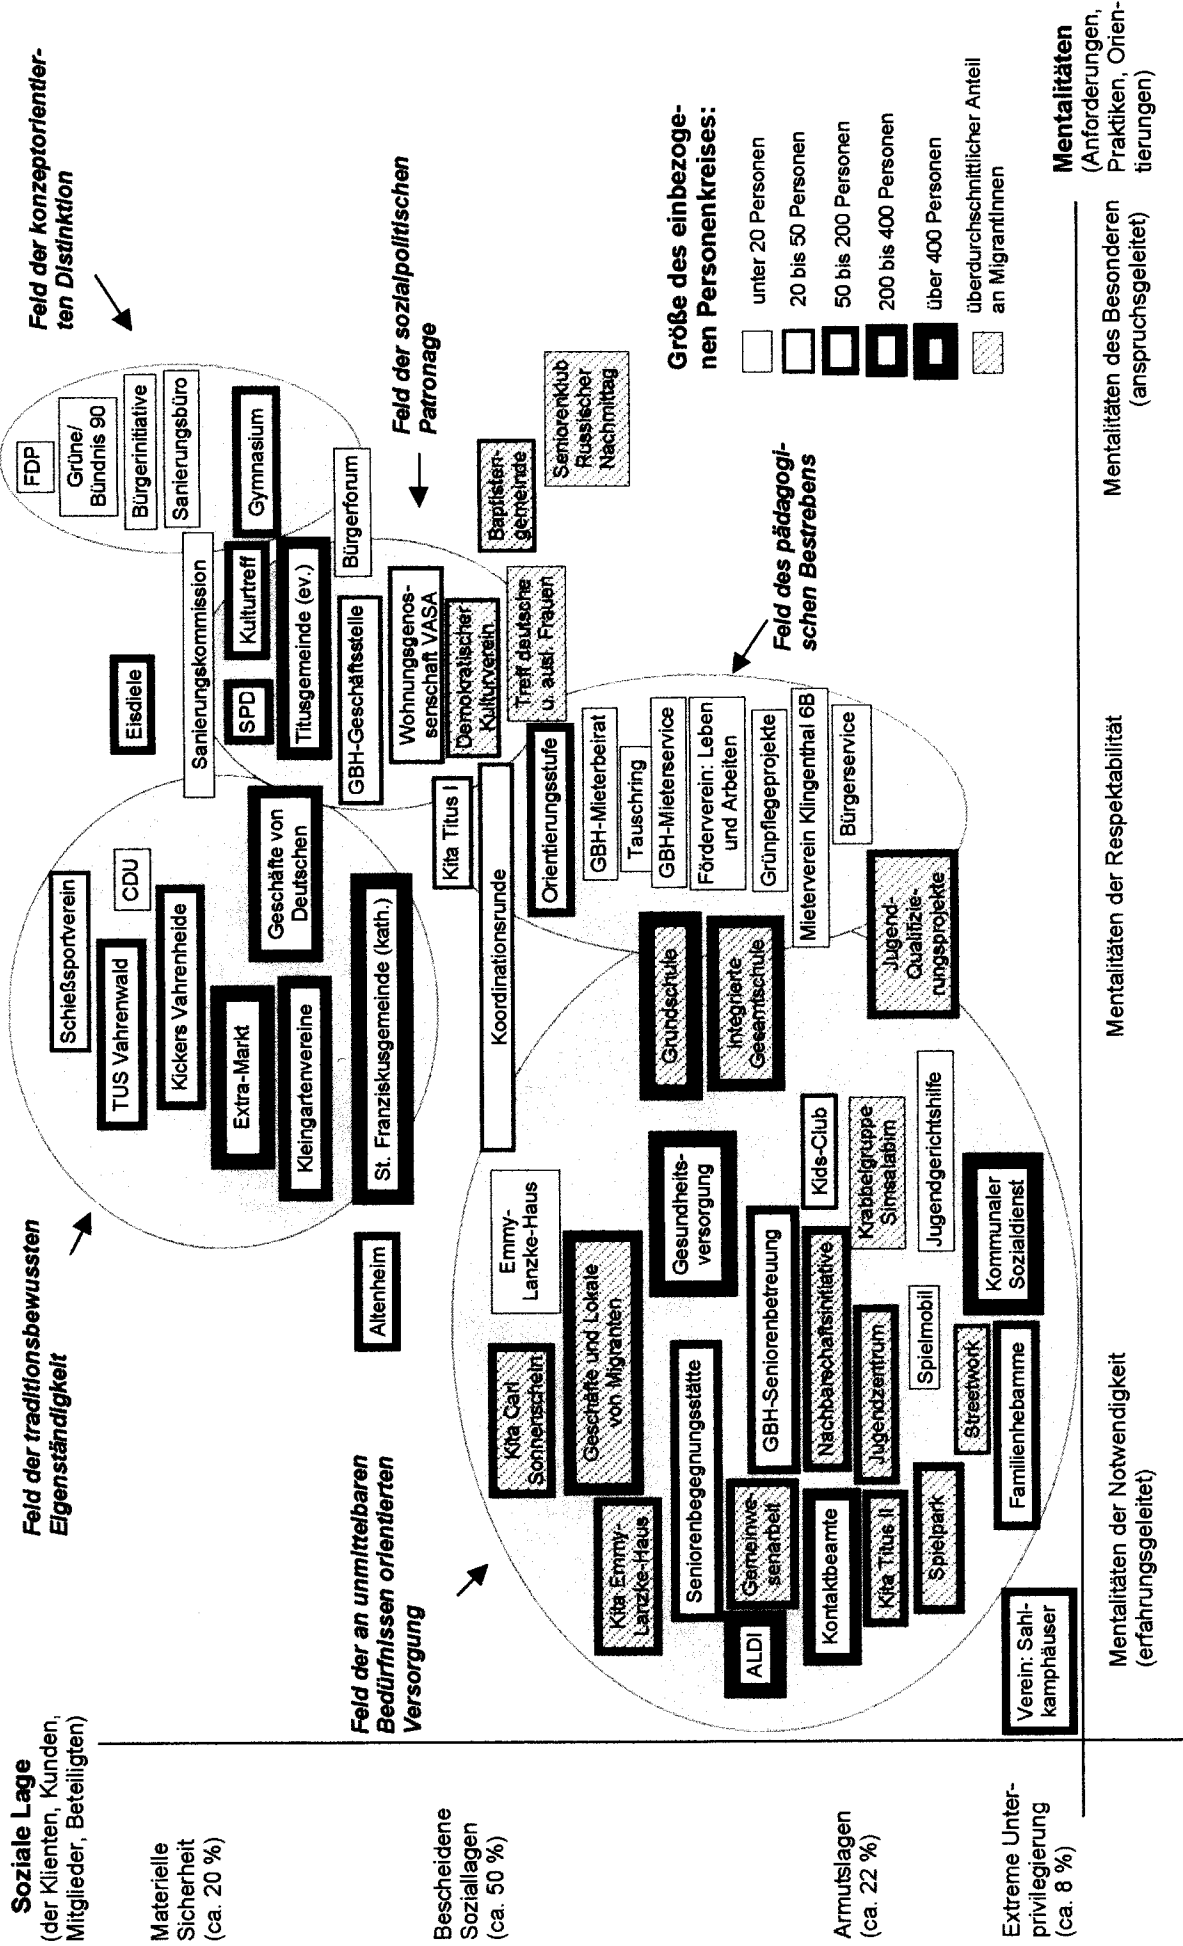 Soziale Lage
(der Klienten, Kunden,
Mitglieder, Beteiligten)
Materielle
Sicherheit
(ca. 20 %)
Bescheidene
Soziallagen
(ca. 50 %)
Armutslagen
(ca. 22 %)
Extreme Unter-
privilegierung
(ca. 8 %)
Feld der traditionsbewussten
Eigenständigkeit
Schießsportverein
TUS Vahrenwald
CDU
Kickers Vahrenheide
Extra-Markt
Geschäfte von
Deutschen
Kleingartenvereine
St. Franziskusgemeinde (kath.)
Altenheim
Feld der konzeptorientier-
ten Distinktion
FDP
Grüne/
Bündnis 90
Bürgerinitiative
Sanierungsbüro
Gymnasium
Eisdiele
Sanierungskommission
Feld der sozialpolitischen
Patronage
SPD
Kulturtreff
Titusgemeinde (ev.)
Bürgerforum
GBH-Geschäftsstelle
Wohnungsgenos-
senschaft VASA
Demokratischer
Kulturverein
Kita Titus I
Baptisten-
gemeinde
Treff deutsche
u. ausl. Frauen
Seniorenklub
Russischer
Nachmittag
Koordinationsrunde
Feld des pädagogi-
schen Bestrebens
Orientierungsstufe
GBH-Mieterbeirat
Tauschring
GBH-Mieterservice
Förderverein: Leben
und Arbeiten
Grünpflegeprojekte
Mieterverein Klingenthal 6B
Bürgerservice
Grundschule
Integrierte
Gesamtschule
Jugend-
Qualifizie-
rungsprojekte
Feld der an unmittelbaren
Bedürfnissen orientierten
Versorgung
Emmy-
Lanzke-Haus
Kita Carl
Sonnenschein
Geschäfte und Lokale
von Migranten
Kita Emmy-
Lanzke-Haus
Gesundheits-
versorgung
Seniorenbegegnungsstätte
GBH-Seniorenbetreuung
Gemeinwe-
senarbeit
ALDI
Kids-Club
Nachbarschaftsinitiative
Kontaktbeamte
Krabbelgruppe
Simsalabim
Jugendzentrum
Kita Titus II
Jugendgerichtshilfe
Spielmobil
Spielpark
Streetwork
Kommunaler
Sozialdienst
Familienhebamme
Verein: Sahl-
kamphäuser
Größe des einbezoge-
nen Personenkreises:
unter 20 Personen
20 bis 50 Personen
50 bis 200 Personen
200 bis 400 Personen
über 400 Personen
überdurchschnittlicher Anteil
an MigrantInnen
Mentalitäten
(Anforderungen,
Praktiken, Orien-
tierungen)
Mentalitäten der Notwendigkeit
(erfahrungsgeleitet)
Mentalitäten der Respektabilität
Mentalitäten des Besonderen
(anspruchsgeleitet)